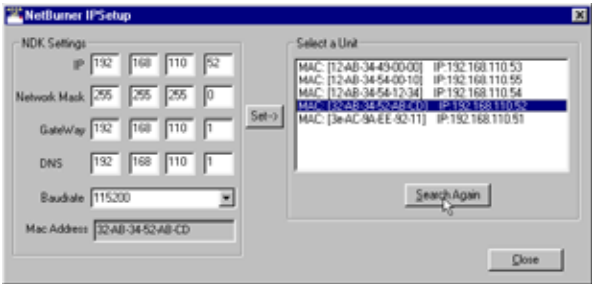 NetBurner IPSetup
NDK Settings
IP 192 168 110 52
Network Mask 255 255 255 0
GateWay 192 168 110 1
DNS 192 168 110 1
Baudrate 115200
Mac Address 32-AB-34-52-AB-CD
Set->
Select a Unit
MAC: [12-AB-34-49-00-00] IP:192.168.110.53
MAC: [12-AB-34-54-00-10] IP:192.168.110.55
MAC: [12-AB-34-54-12-34] IP:192.168.110.54
MAC: [32-AB-34-52-AB-CD] IP:192.168.110.52
MAC: [3e-AC-9A-EE-92-11] IP:192.168.110.51
Search Again
Close